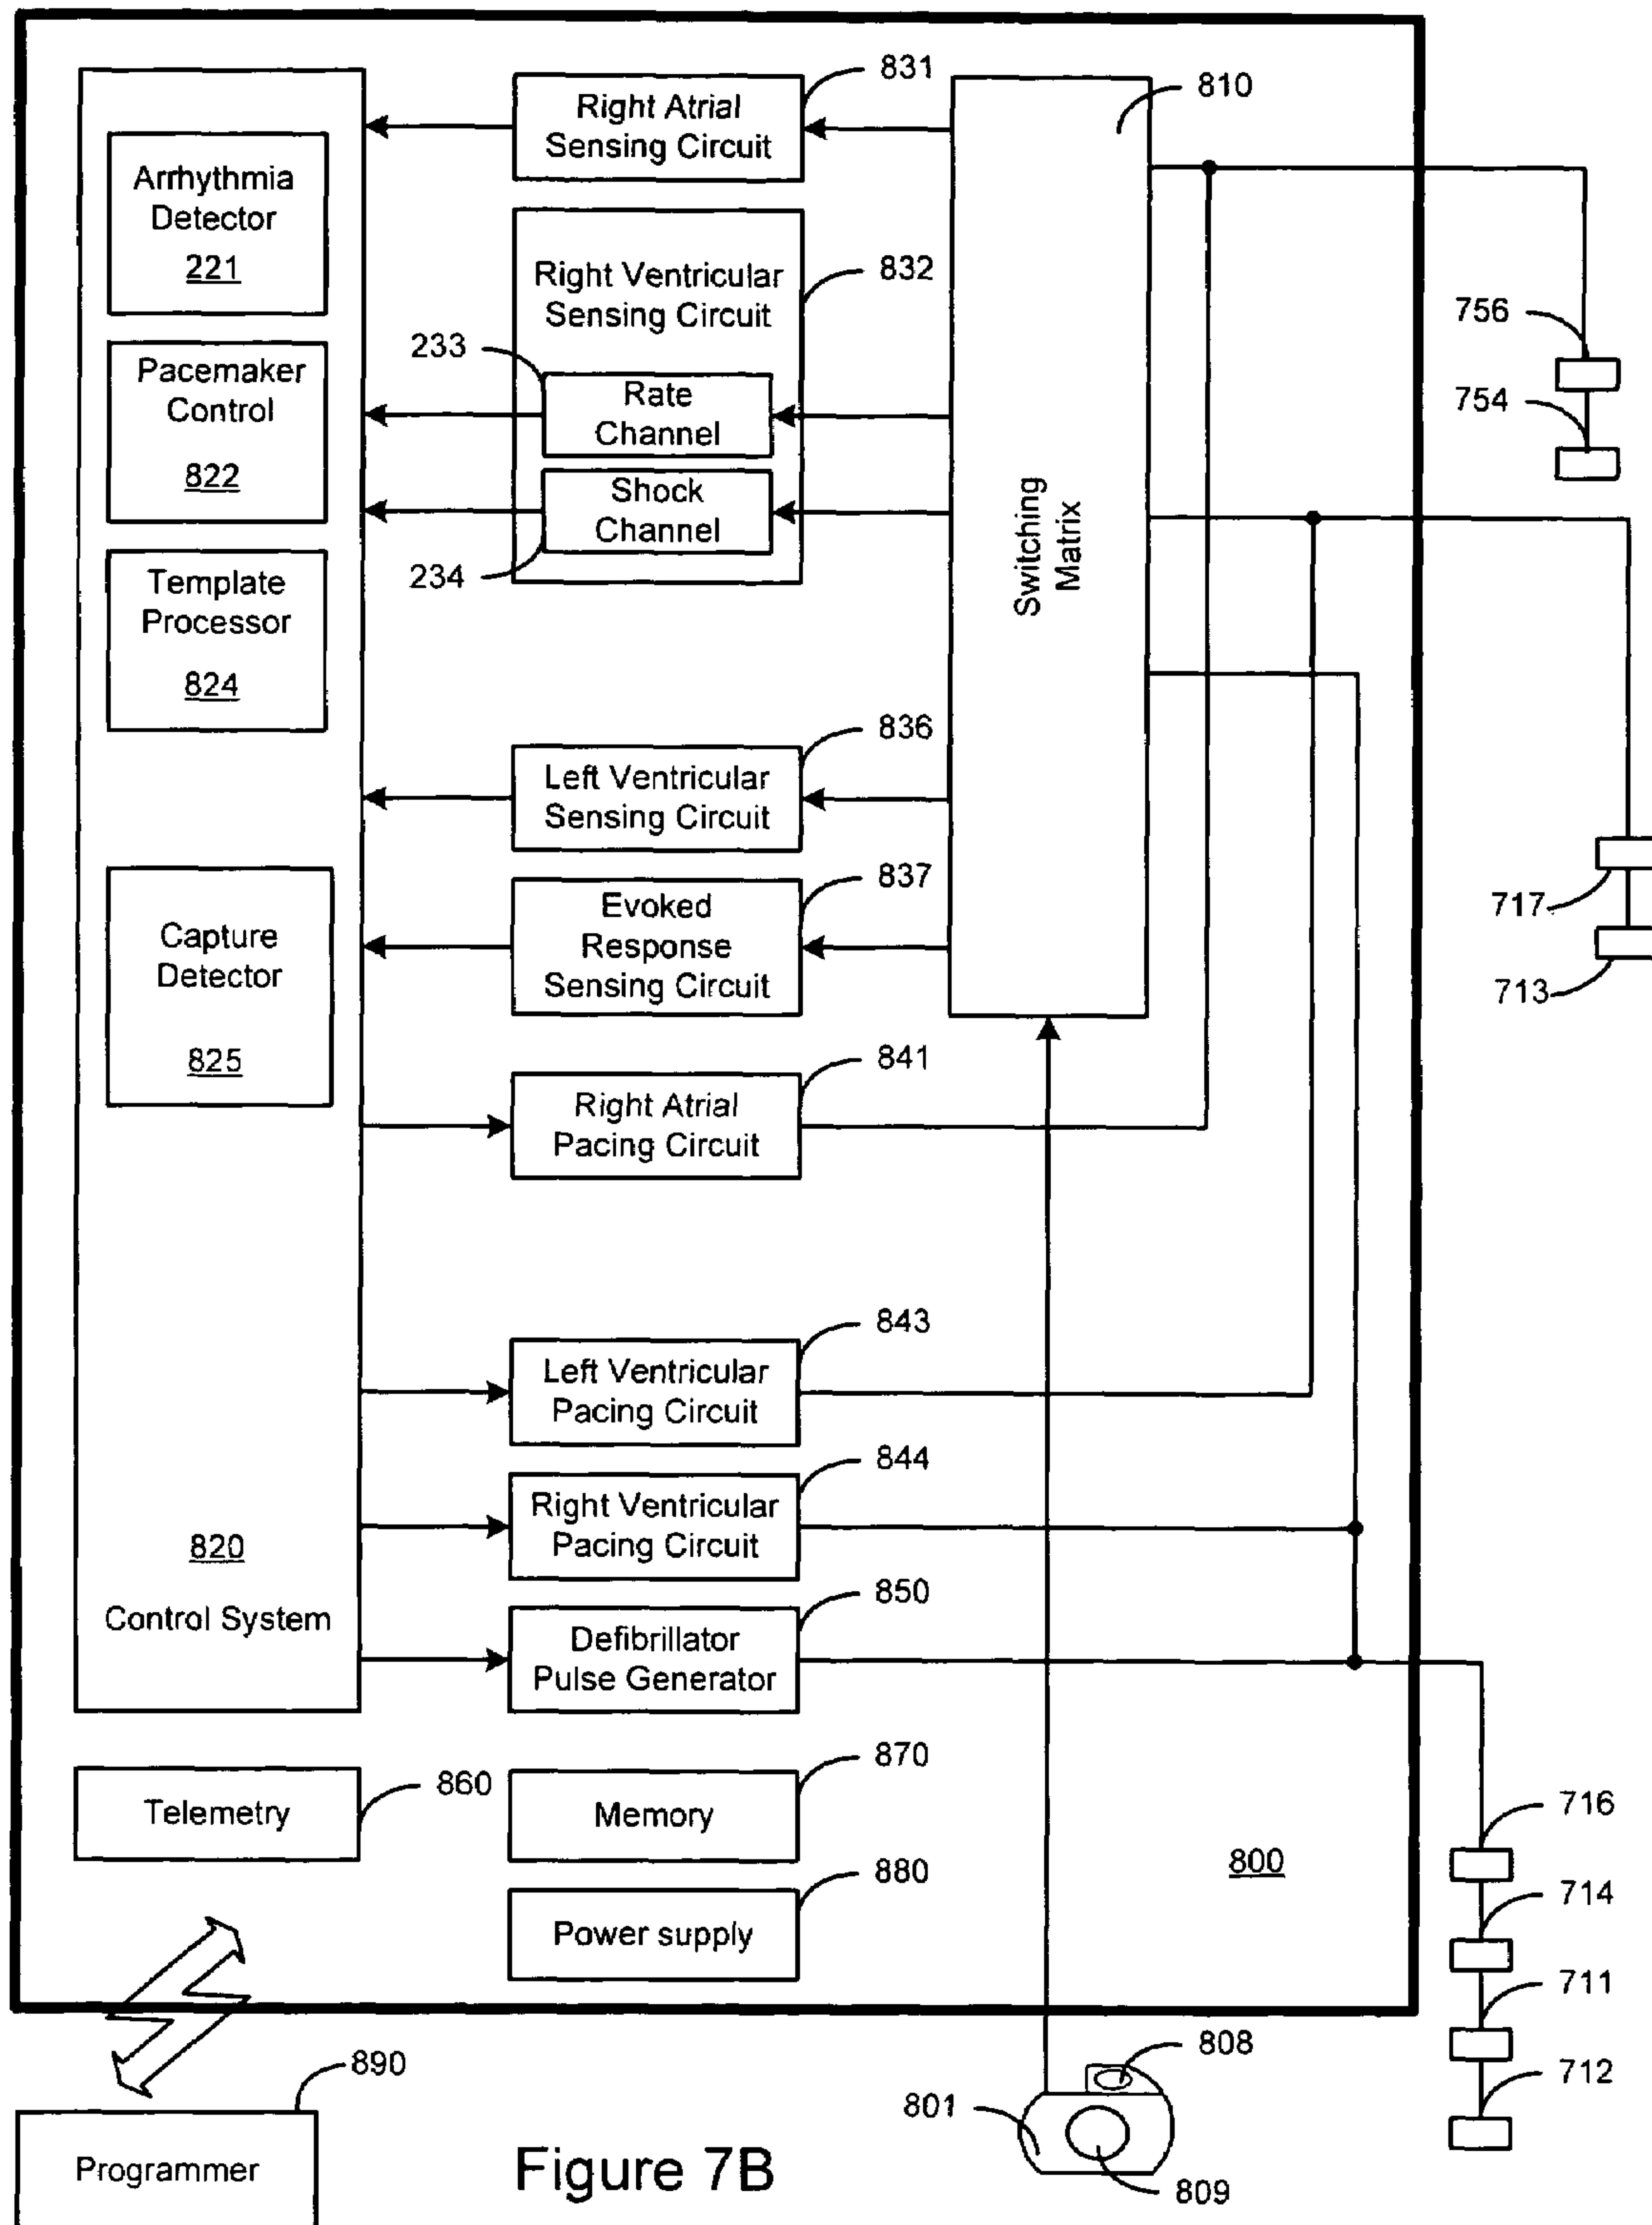 831
Right Atrial
Sensing Circuit
810
Arrhythmia
Detector
221
Right Ventricular
Sensing Circuit
832
233
Rate
Channel
756
Pacemaker
Control
822
754
Shock
Channel
234
Switching
Matrix
Template
Processor
824
836
Left Ventricular
Sensing Circuit
837
Evoked
Response
Sensing Circuit
717
713
Capture
Detector
825
841
Right Atrial
Pacing Circuit
843
Left Ventricular
Pacing Circuit
844
Right Ventricular
Pacing Circuit
820
Control System
850
Defibrillator
Pulse Generator
870
860
Telemetry
Memory
716
800
880
714
Power supply
711
808
890
712
801
Programmer
Figure 7B
809